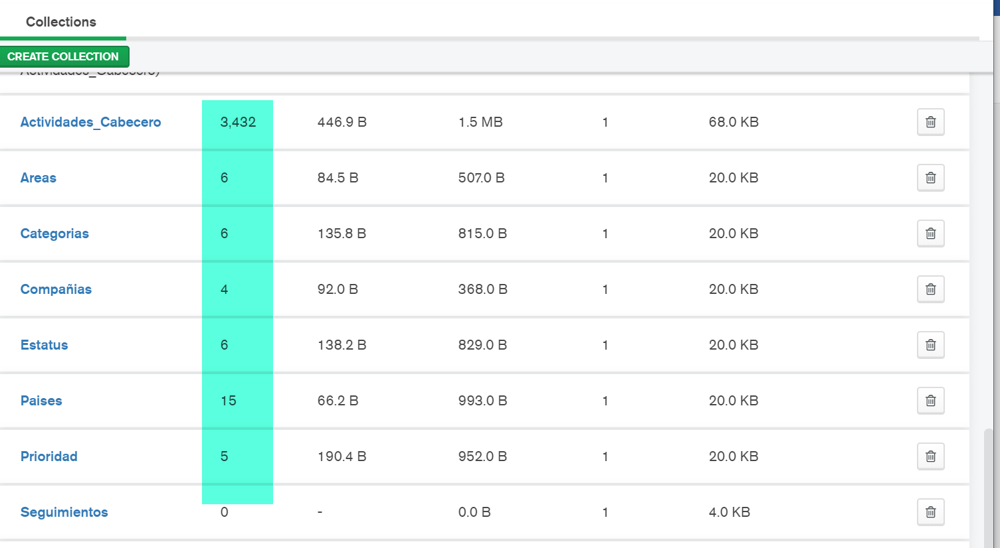 Collections
CREATE COLLECTION
Actividades_Cabecero)
Actividades_Cabecero 3,432 446.9 B 1.5 MB 1 68.0 KB
Areas 6 84.5 B 507.0 B 1 20.0 KB
Categorias 6 135.8 B 815.0 B 1 20.0 KB
Compañias 4 92.0 B 368.0 B 1 20.0 KB
Estatus 6 138.2 B 829.0 B 1 20.0 KB
Paises 15 66.2 B 993.0 B 1 20.0 KB
Prioridad 5 190.4 B 952.0 B 1 20.0 KB
Seguimientos 0 - 0.0 B 1 4.0 KB